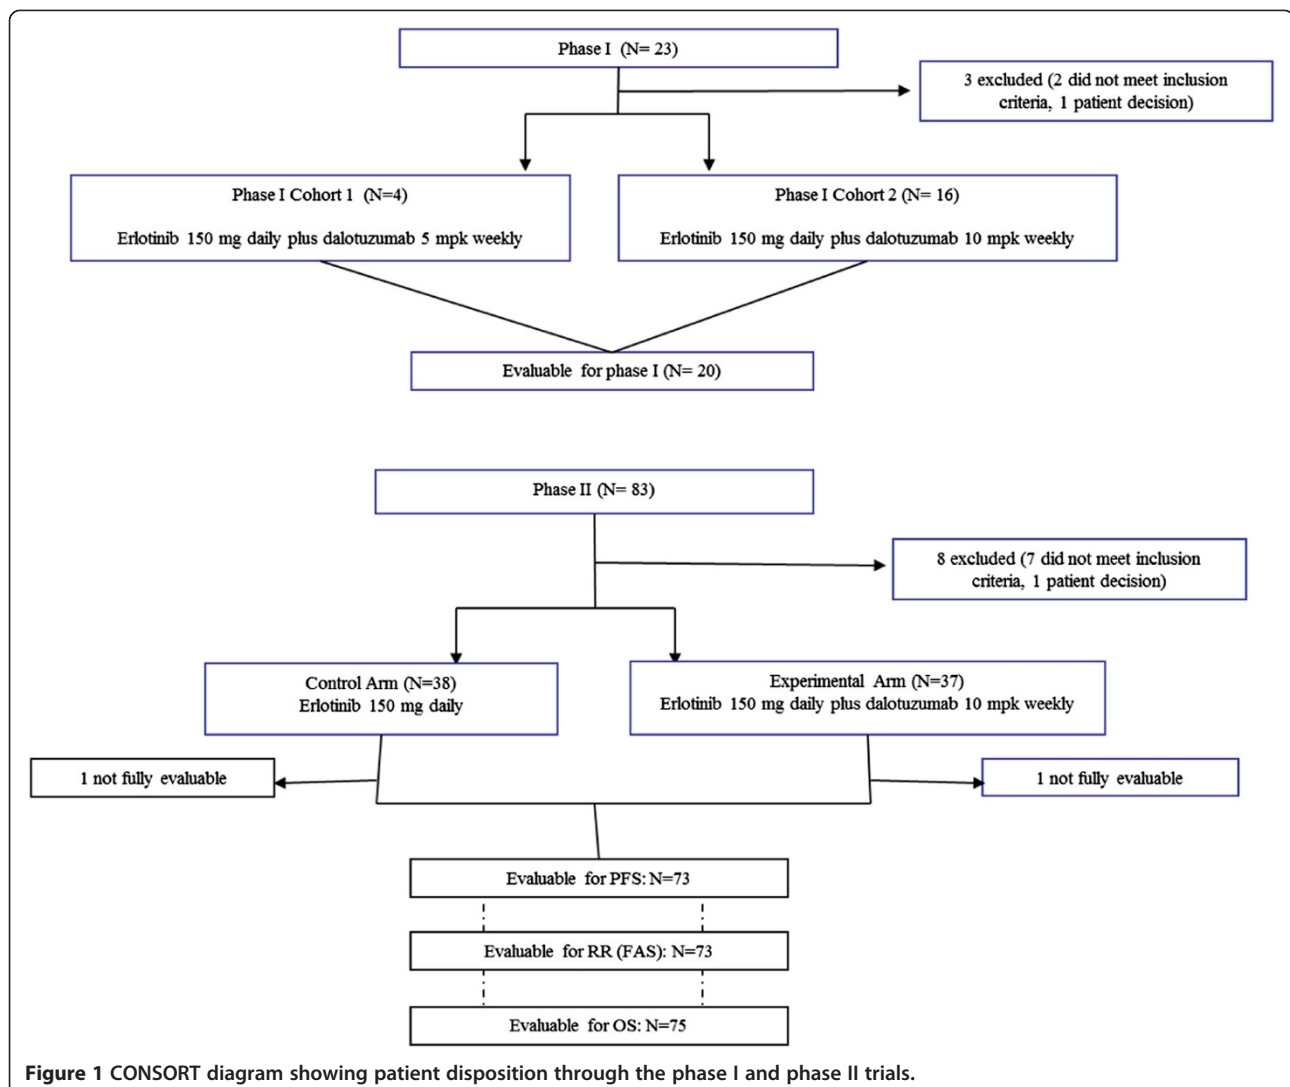 Phase I (N= 23)
3 excluded (2 did not meet inclusion
criteria, 1 patient decision)
Phase I Cohort 1 (N=4)
Erlotinib 150 mg daily plus dalotuzumab 5 mpk weekly
Phase I Cohort 2 (N= 16)
Erlotinib 150 mg daily plus dalotuzumab 10 mpk weekly
Evaluable for phase I (N= 20)
Phase II (N= 83)
8 excluded (7 did not meet inclusion
criteria, 1 patient decision)
Control Arm (N=38)
Erlotinib 150 mg daily
Experimental Arm (N=37)
Erlotinib 150 mg daily plus dalotuzumab 10 mpk weekly
1 not fully evaluable
1 not fully evaluable
Evaluable for PFS: N=73
Evaluable for RR (FAS): N=73
Evaluable for OS: N=75
Figure 1 CONSORT diagram showing patient disposition through the phase I and phase II trials.